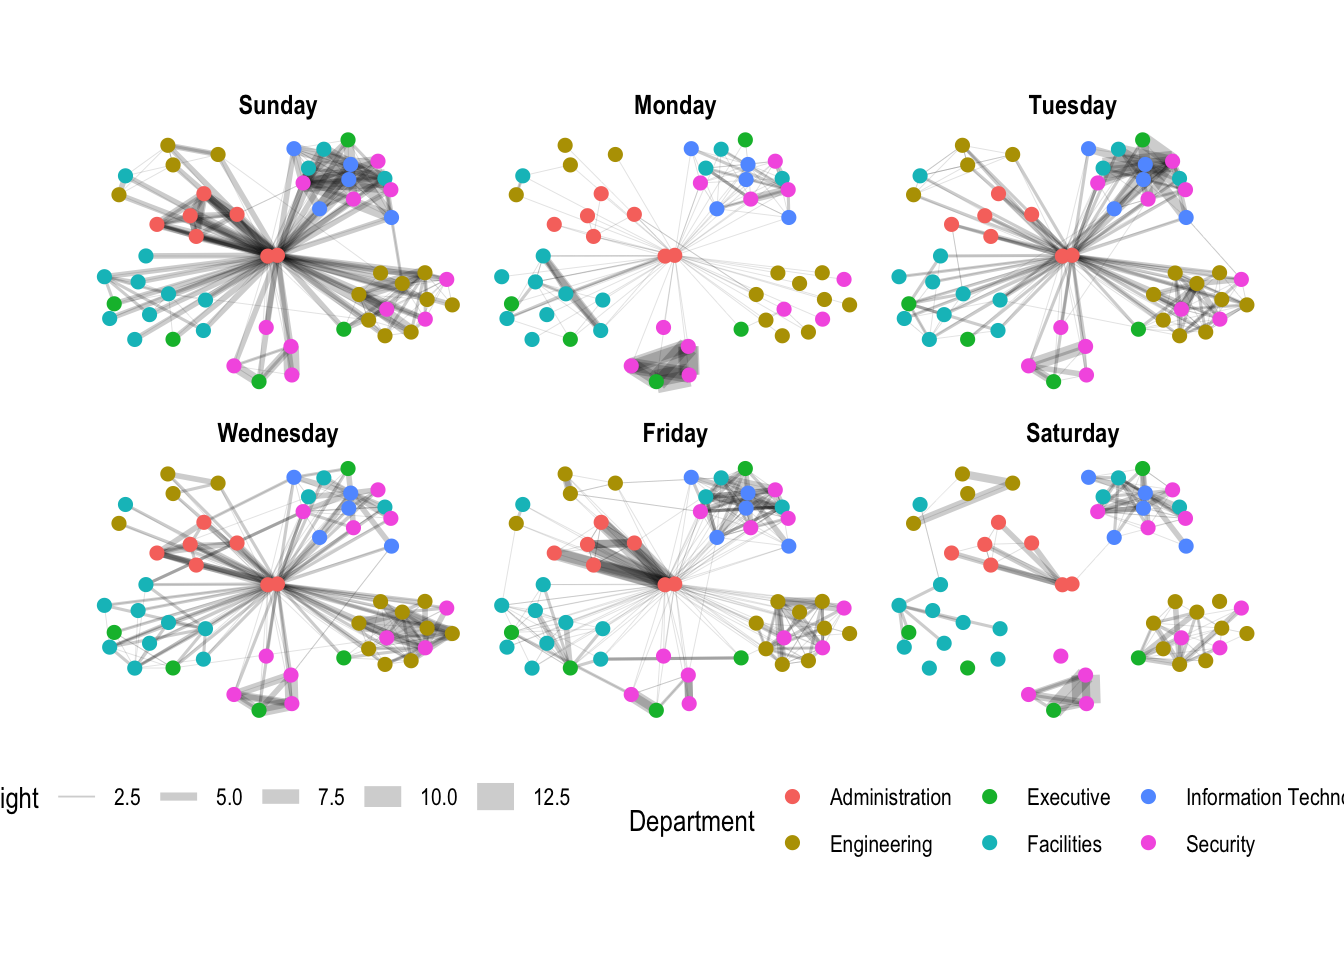 Sunday Monday Tuesday
Wednesday Friday Saturday
ight 2.5 5.0 7.5 10.0 12.5
Department
Administration Executive Information Techno
Engineering Facilities Security